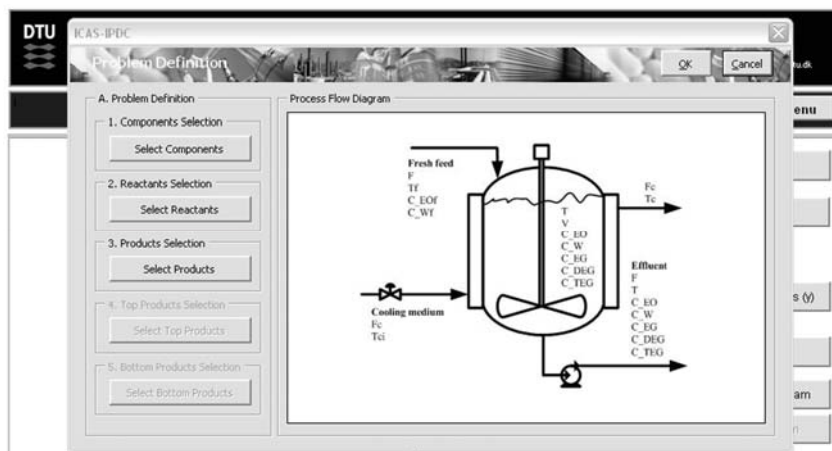 DTU
ICAS-IPDC
Problem Definition
OK
Cancel
tu.dk
enu
A. Problem Definition
1. Components Selection
Select Components
2. Reactants Selection
Select Reactants
3. Products Selection
Select Products
4. Top Products Selection
Select Top Products
5. Bottom Products Selection
Select Bottom Products
Process Flow Diagram
Fresh feed
F
Tf
C_EOf
C_Wf
T
V
C_EO
C_W
C_EG
C_DEG
C_TEG
Fc
Tc
Cooling medium
Fc
Tci
Effluent
F
T
C_EO
C_W
C_EG
C_DEG
C_TEG
s (y)
am